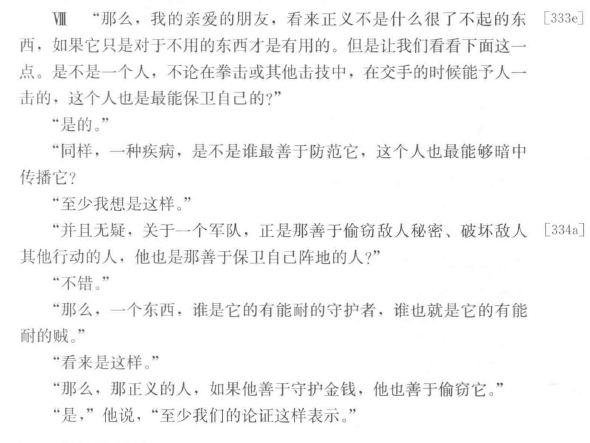 Ⅷ “那么，我的亲爱的朋友，看来正义不是什么很了不起的东 [333e]
西，如果它只是对于不用的东西才是有用的。但是让我们看看下面这一
点。是不是一个人，不论在拳击或其他击技中，在交手的时候能予人一
击的，这个人也是最能保卫自己的？”
“是的。”
“同样，一种疾病，是不是谁最善于防范它，这个人也最能够暗中
传播它？
“至少我想是这样。”
“并且无疑，关于一个军队，正是那善于偷窃敌人秘密、破坏敌人 [334a]
其他行动的人，他也是那善于保卫自己阵地的人？”
“不错。”
“那么，一个东西，谁是它的有能耐的守护者，谁也就是它的有能
耐的贼。”
“看来是这样。”
“那么，那正义的人，如果他善于守护金钱，他也善于偷窃它。”
“是，”他说，“至少我们的论证这样表示。”